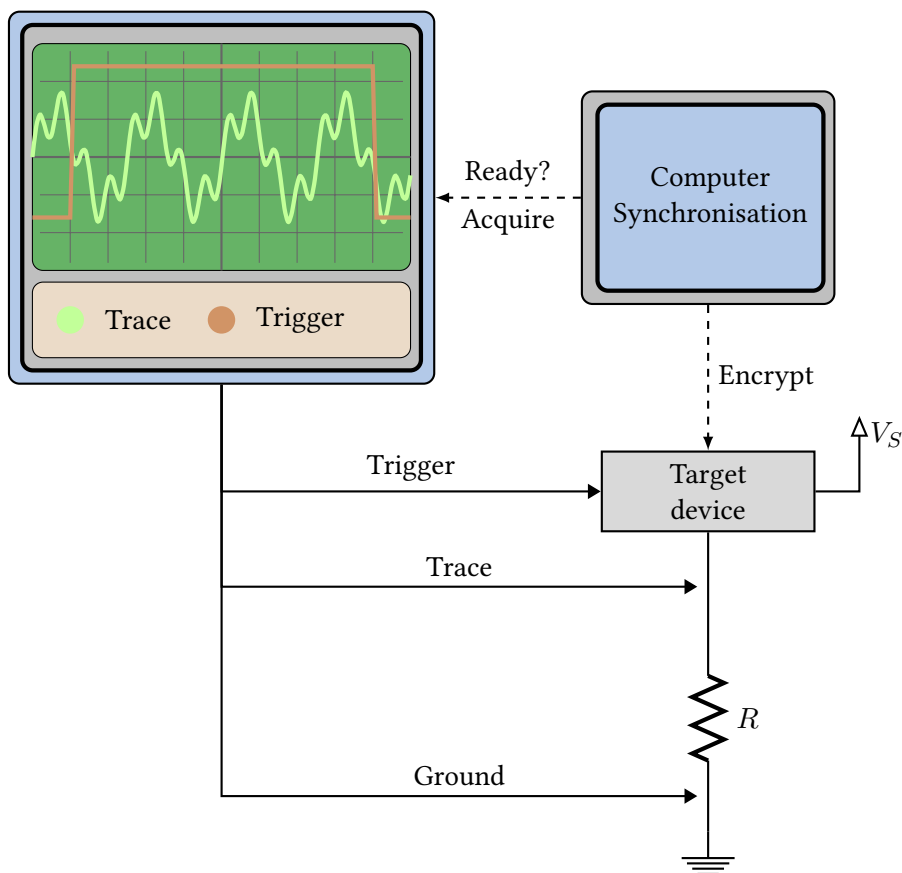 Ready?
Acquire
Computer
Synchronisation
Trace
Trigger
Encrypt
V_S
Trigger
Target
device
Trace
R
Ground